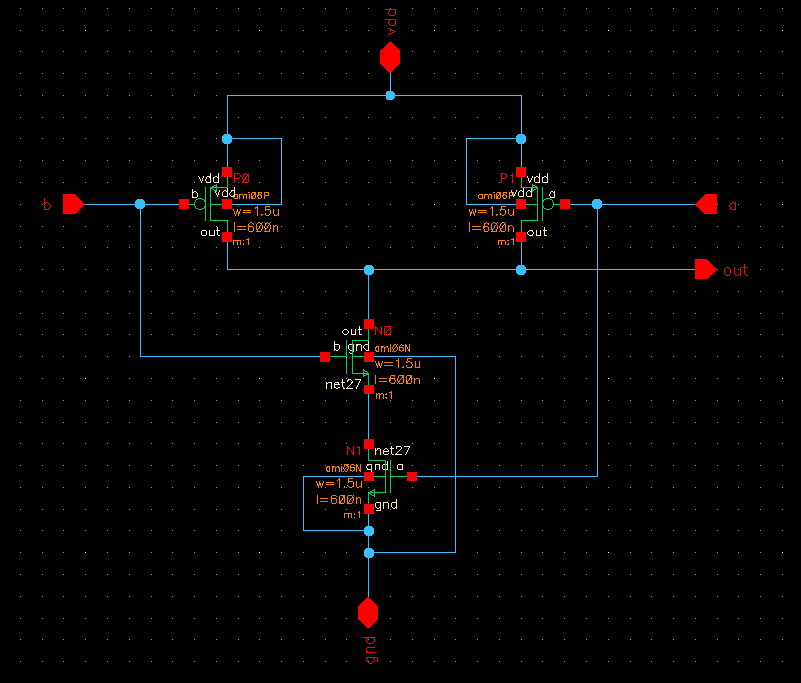 vdd
vdd P0
b vdd ami06P
w=1.5u
l=600n
out m:1
P1 vdd
ami06P vdd a
w=1.5u
l=600n
m:1 out
b
a
out
out N0
b gnd ami06N
w=1.5u
l=600n
net27 m:1
N1 net27
ami06N gnd a
w=1.5u
l=600n
m:1 gnd
gnd